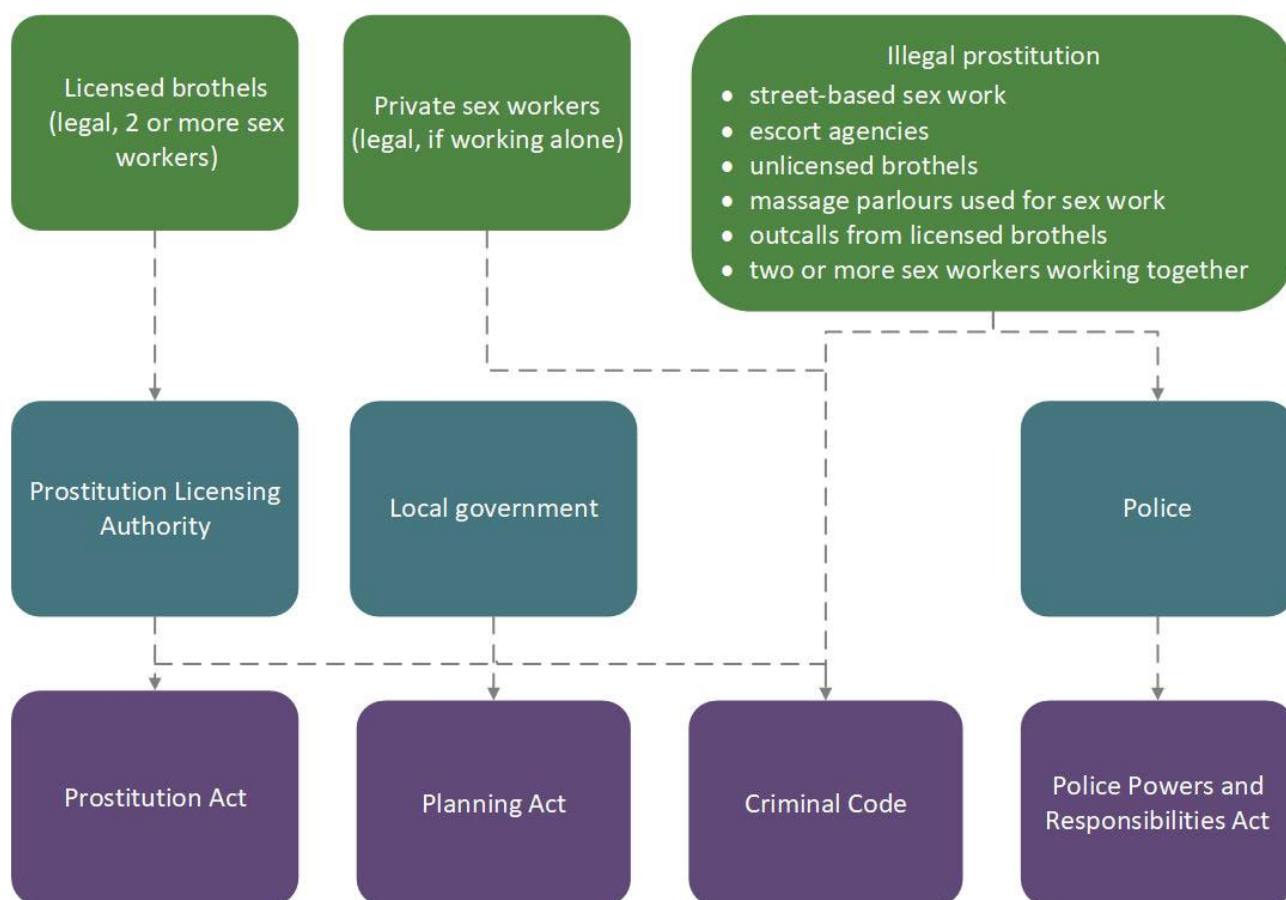 Licensed brothels
(legal, 2 or more sex
workers)
Private sex workers
(legal, if working alone)
Illegal prostitution
• street-based sex work
• escort agencies
• unlicensed brothels
• massage parlours used for sex work
• outcalls from licensed brothels
• two or more sex workers working together
Prostitution Licensing
Authority
Local government
Police
Prostitution Act
Planning Act
Criminal Code
Police Powers and
Responsibilities Act